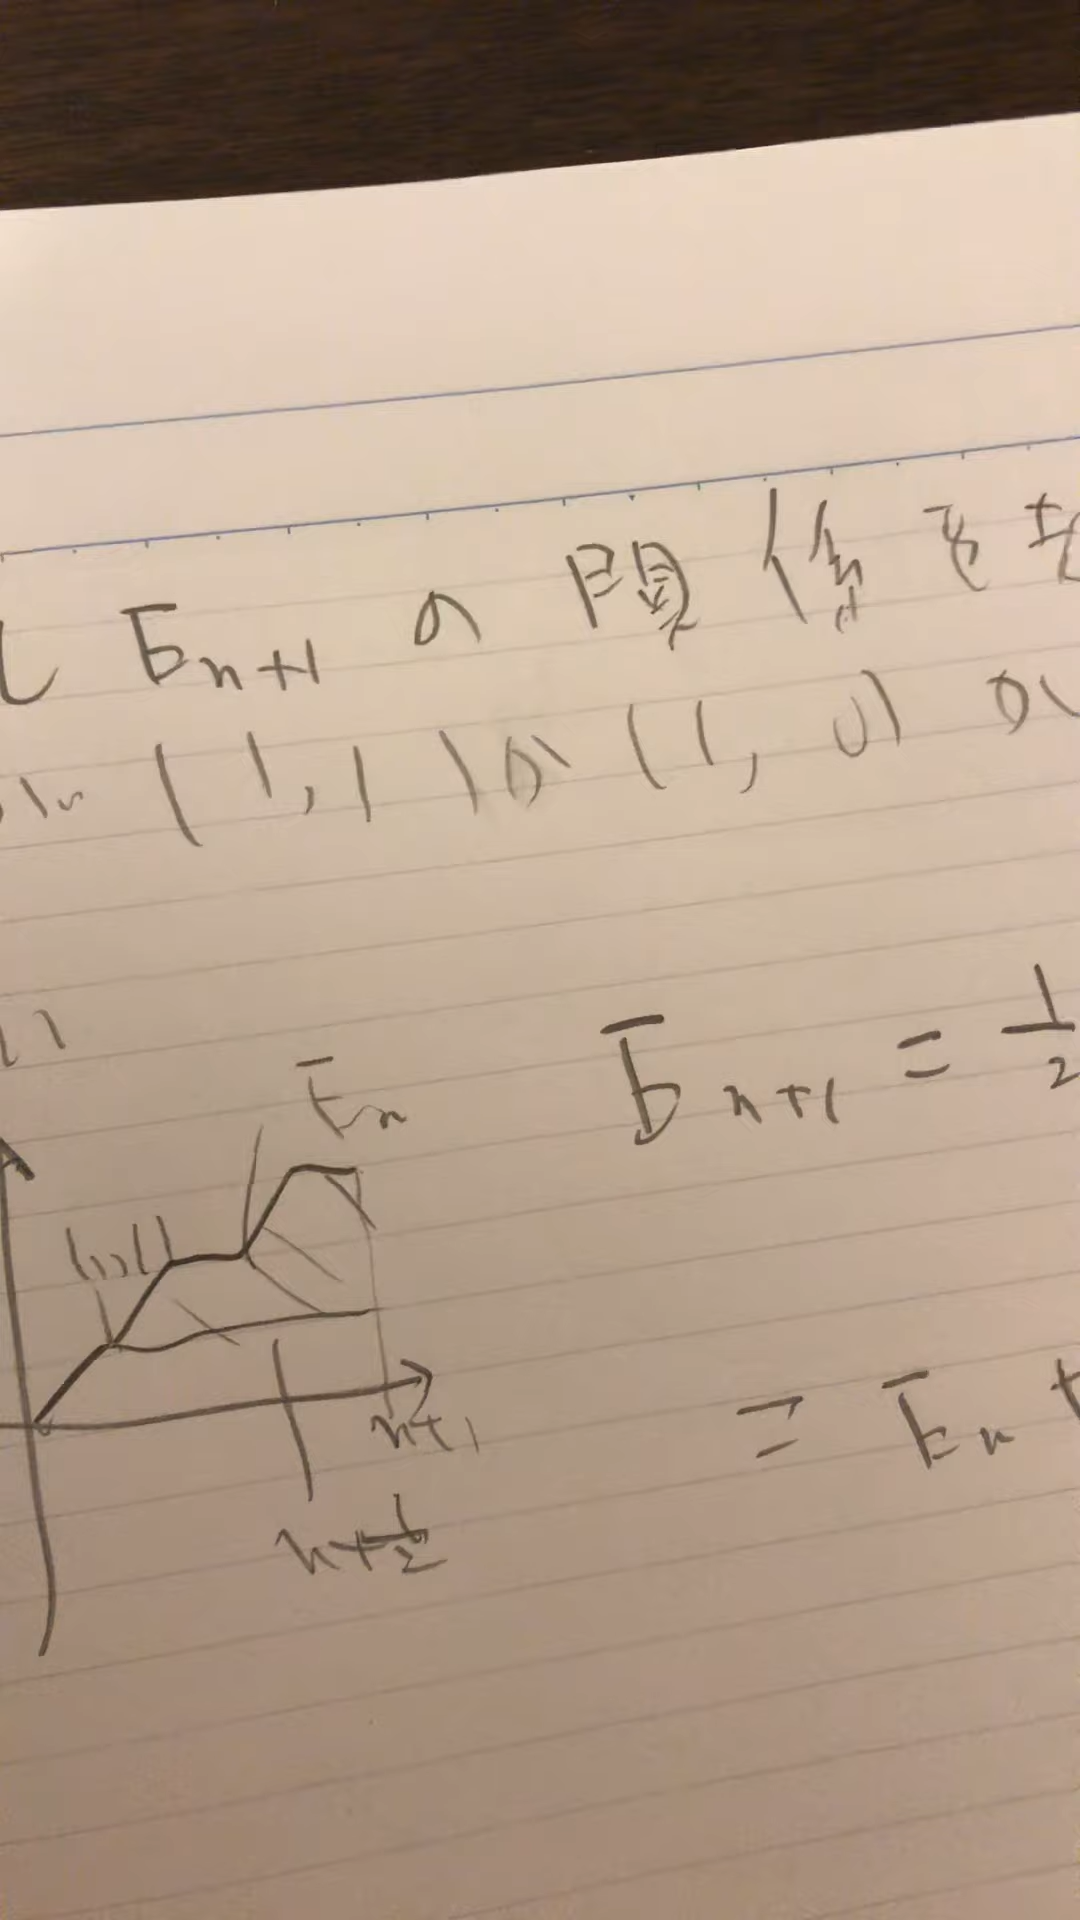 E_{n+1} の関係を
(1,1)か(1,0)か
E_n
E_{n+1} = 1/2
(1,1)
n+1
= E_n +
n+1/2